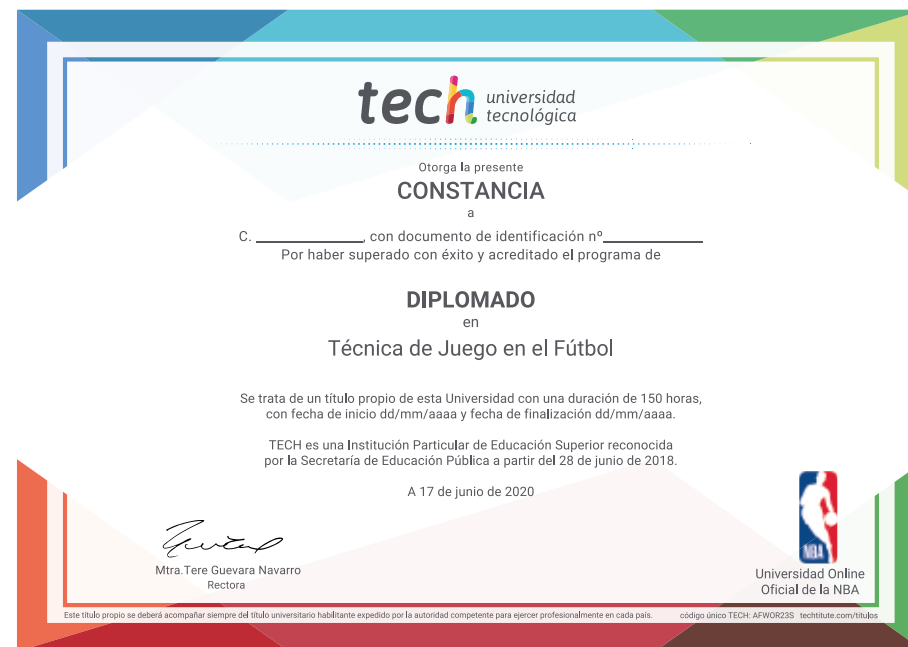 tech universidad
tecnológica
Otorga la presente
CONSTANCIA
a
C. ______________, con documento de identificación nº_____________
Por haber superado con éxito y acreditado el programa de
DIPLOMADO
en
Técnica de Juego en el Fútbol
Se trata de un título propio de esta Universidad con una duración de 150 horas,
con fecha de inicio dd/mm/aaaa y fecha de finalización dd/mm/aaaa.
TECH es una Institución Particular de Educación Superior reconocida
por la Secretaría de Educación Pública a partir del 28 de junio de 2018.
A 17 de junio de 2020
Mtra.Tere Guevara Navarro
Rectora
NBA
Universidad Online
Oficial de la NBA
Este título propio se deberá acompañar siempre del título universitario habilitante expedido por la autoridad competente para ejercer profesionalmente en cada país. código único TECH: AFWOR23S techtitute.com/titulos